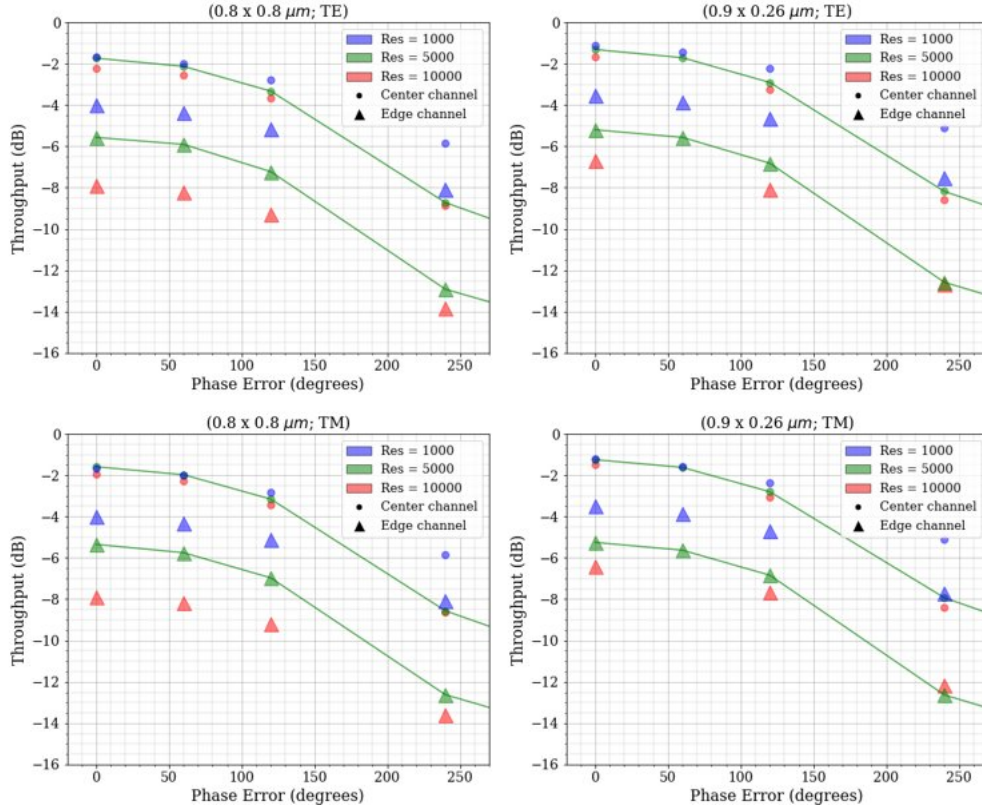 (0.8 x 0.8 μm; TE)
0
−2
−4
−6
−8
−10
−12
−14
−16
Throughput (dB)
Res = 1000
Res = 5000
Res = 10000
Center channel
Edge channel
0 50 100 150 200 250
Phase Error (degrees)
(0.9 x 0.26 μm; TE)
0
−2
−4
−6
−8
−10
−12
−14
−16
Throughput (dB)
Res = 1000
Res = 5000
Res = 10000
Center channel
Edge channel
0 50 100 150 200 250
Phase Error (degrees)
(0.8 x 0.8 μm; TM)
0
−2
−4
−6
−8
−10
−12
−14
−16
Throughput (dB)
Res = 1000
Res = 5000
Res = 10000
Center channel
Edge channel
0 50 100 150 200 250
Phase Error (degrees)
(0.9 x 0.26 μm; TM)
0
−2
−4
−6
−8
−10
−12
−14
−16
Throughput (dB)
Res = 1000
Res = 5000
Res = 10000
Center channel
Edge channel
0 50 100 150 200 250
Phase Error (degrees)